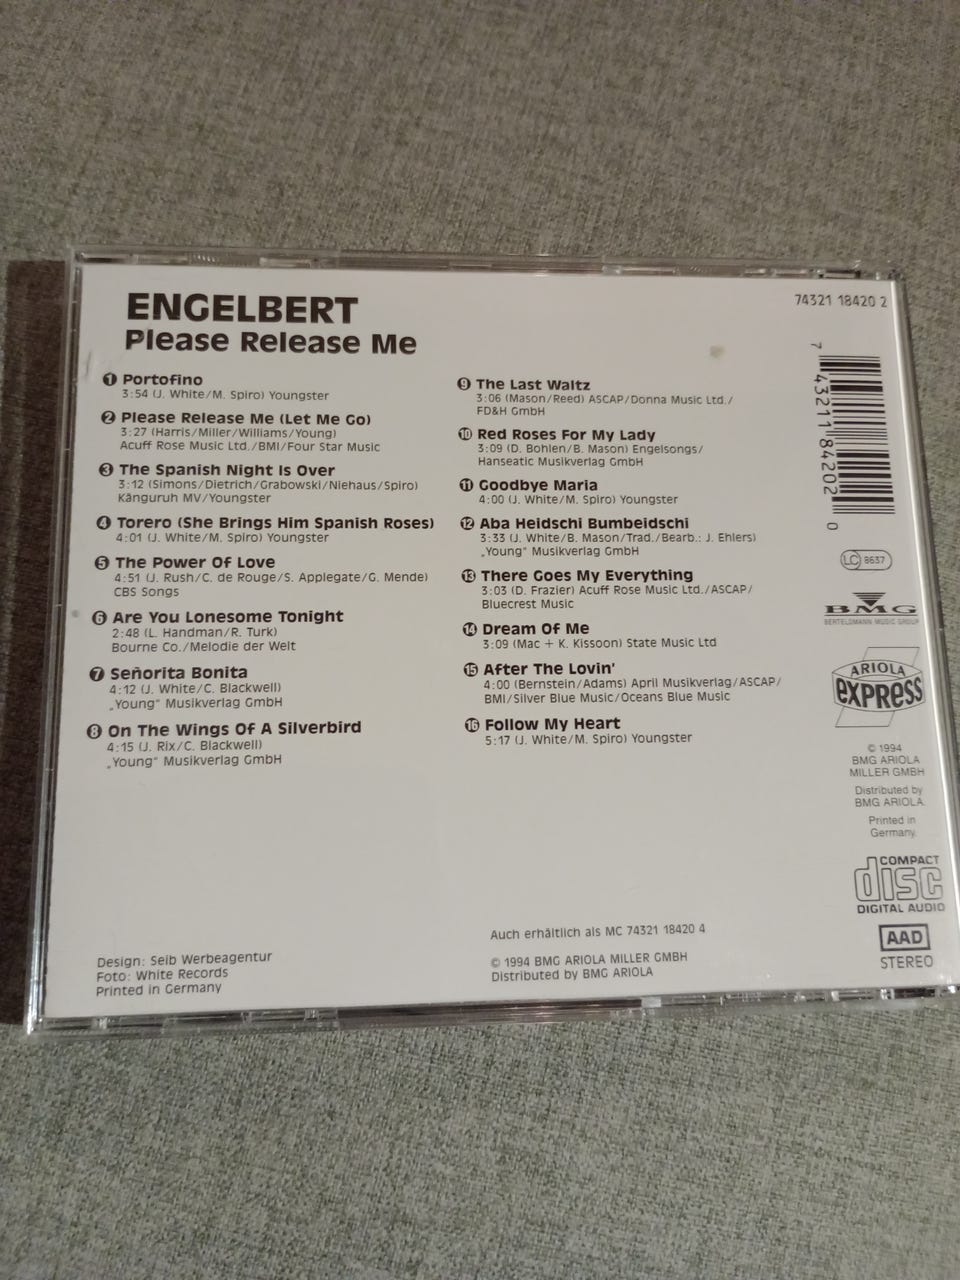 ENGELBERT
Please Release Me
1 Portofino
3:54 (J. White/M. Spiro) Youngster
2 Please Release Me (Let Me Go)
3:27 (Harris/Miller/Williams/Young)
Acuff Rose Music Ltd./BMI/Four Star Music
3 The Spanish Night Is Over
3:12 (Simons/Dietrich/Grabowski/Niehaus/Spiro)
Känguruh MV/Youngster
4 Torero (She Brings Him Spanish Roses)
4:01 (J. White/M. Spiro) Youngster
5 The Power Of Love
4:51 (J. Rush/C. de Rouge/S. Applegate/G. Mende)
CBS Songs
6 Are You Lonesome Tonight
2:48 (L. Handman/R. Turk)
Bourne Co./Melodie der Welt
7 Señorita Bonita
4:12 (J. White/C. Blackwell)
„Young“ Musikverlag GmbH
8 On The Wings Of A Silverbird
4:15 (J. Rix/C. Blackwell)
„Young“ Musikverlag GmbH
9 The Last Waltz
3:06 (Mason/Reed) ASCAP/Donna Music Ltd./
FD&H GmbH
10 Red Roses For My Lady
3:09 (D. Bohlen/B. Mason) Engelsongs/
Hanseatic Musikverlag GmbH
11 Goodbye Maria
4:00 (J. White/M. Spiro) Youngster
12 Aba Heidschi Bumbeidschi
3:33 (J. White/B. Mason/Trad./Bearb.: J. Ehlers)
„Young“ Musikverlag GmbH
13 There Goes My Everything
3:03 (D. Frazier) Acuff Rose Music Ltd./ASCAP/
Bluecrest Music
14 Dream Of Me
3:09 (Mac + K. Kissoon) State Music Ltd
15 After The Lovin'
4:00 (Bernstein/Adams) April Musikverlag/ASCAP/
BMI/Silver Blue Music/Oceans Blue Music
16 Follow My Heart
5:17 (J. White/M. Spiro) Youngster
74321 18420 2
7 43211 84202 0
LC 8637
BMG
BERTELSMANN MUSIC GROUP
ARIOLA
EXPRESS
© 1994
BMG ARIOLA
MILLER GMBH
Distributed by
BMG ARIOLA.
Printed in
Germany.
COMPACT
disc
DIGITAL AUDIO
AAD
STEREO
Auch erhältlich als MC 74321 18420 4
© 1994 BMG ARIOLA MILLER GMBH
Distributed by BMG ARIOLA
Design: Seib Werbeagentur
Foto: White Records
Printed in Germany